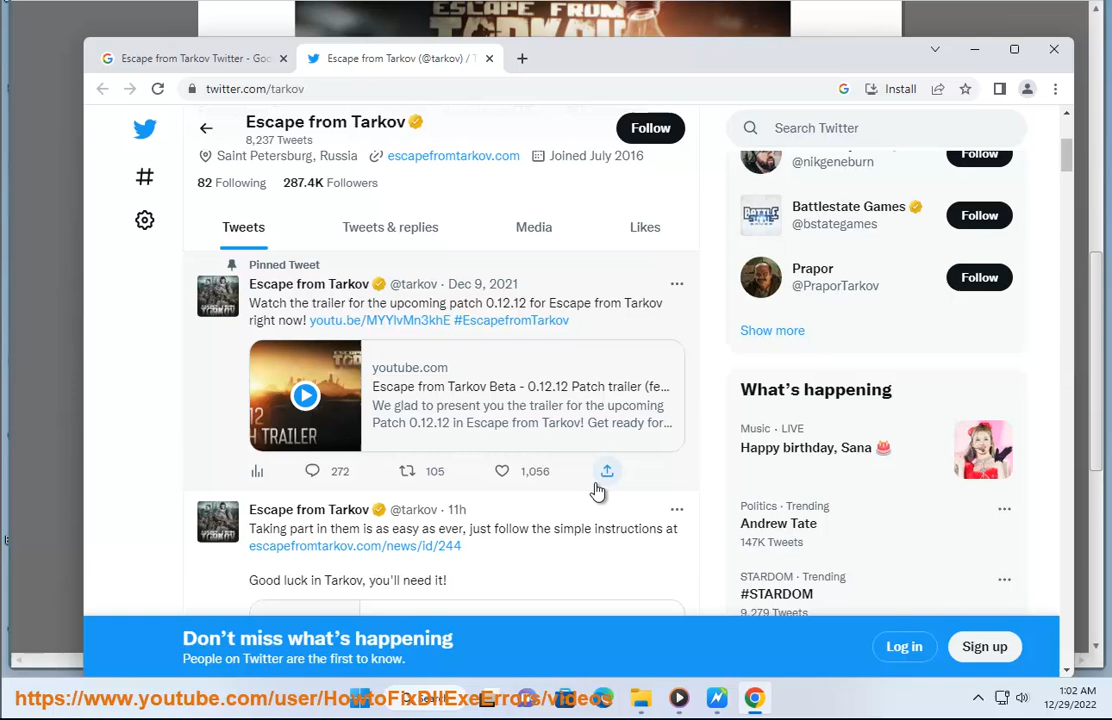 ESCAPE FROM
TARKOV
Escape from Tarkov Twitter - Goo
Escape from Tarkov (@tarkov) / T
twitter.com/tarkov
Install
Escape from Tarkov
8,237 Tweets
Follow
Search Twitter
Saint Petersburg, Russia
escapefromtarkov.com
Joined July 2016
82 Following
287.4K Followers
@nikgeneburn
Follow
Battlestate Games
@bstategames
Follow
Prapor
@PraporTarkov
Follow
Show more
Tweets
Tweets & replies
Media
Likes
Pinned Tweet
Escape from Tarkov @tarkov · Dec 9, 2021
Watch the trailer for the upcoming patch 0.12.12 for Escape from Tarkov
right now! youtu.be/MYYlvMn3khE #EscapefromTarkov
12
H TRAILER
youtube.com
Escape from Tarkov Beta - 0.12.12 Patch trailer (fe...
We glad to present you the trailer for the upcoming
Patch 0.12.12 in Escape from Tarkov! Get ready for...
272
105
1,056
Escape from Tarkov @tarkov · 11h
Taking part in them is as easy as ever, just follow the simple instructions at
escapefromtarkov.com/news/id/244
Good luck in Tarkov, you'll need it!
What's happening
Music · LIVE
Happy birthday, Sana
Politics · Trending
Andrew Tate
147K Tweets
STARDOM · Trending
#STARDOM
9,279 Tweets
Don't miss what's happening
People on Twitter are the first to know.
Log in
Sign up
https://www.youtube.com/user/HowtoFixDllExeErrors/videos
1:02 AM
12/29/2022